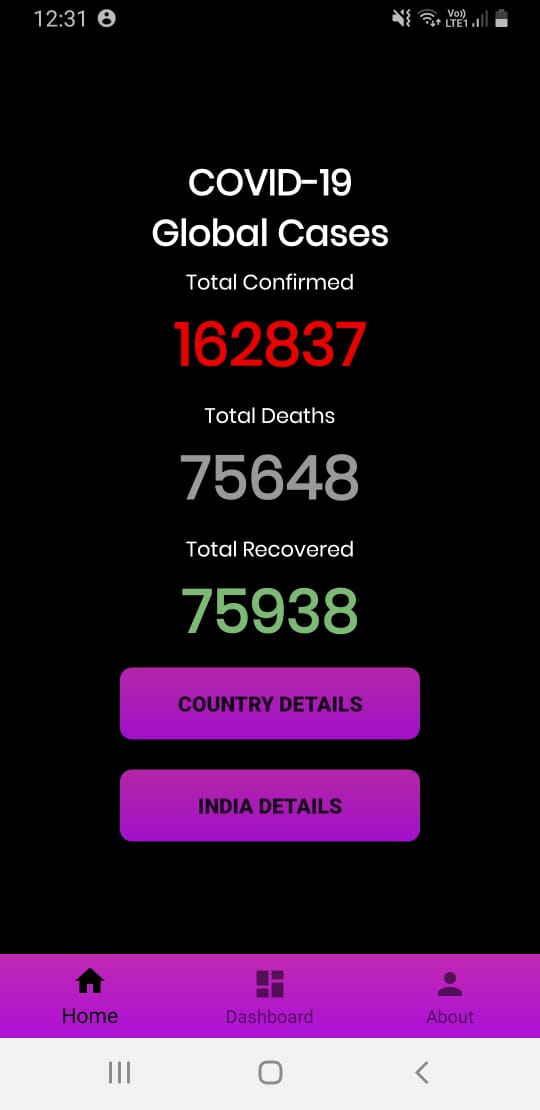 12:31
Vo))
LTE1
COVID-19
Global Cases
Total Confirmed
162837
Total Deaths
75648
Total Recovered
75938
COUNTRY DETAILS
INDIA DETAILS
Home
Dashboard
About